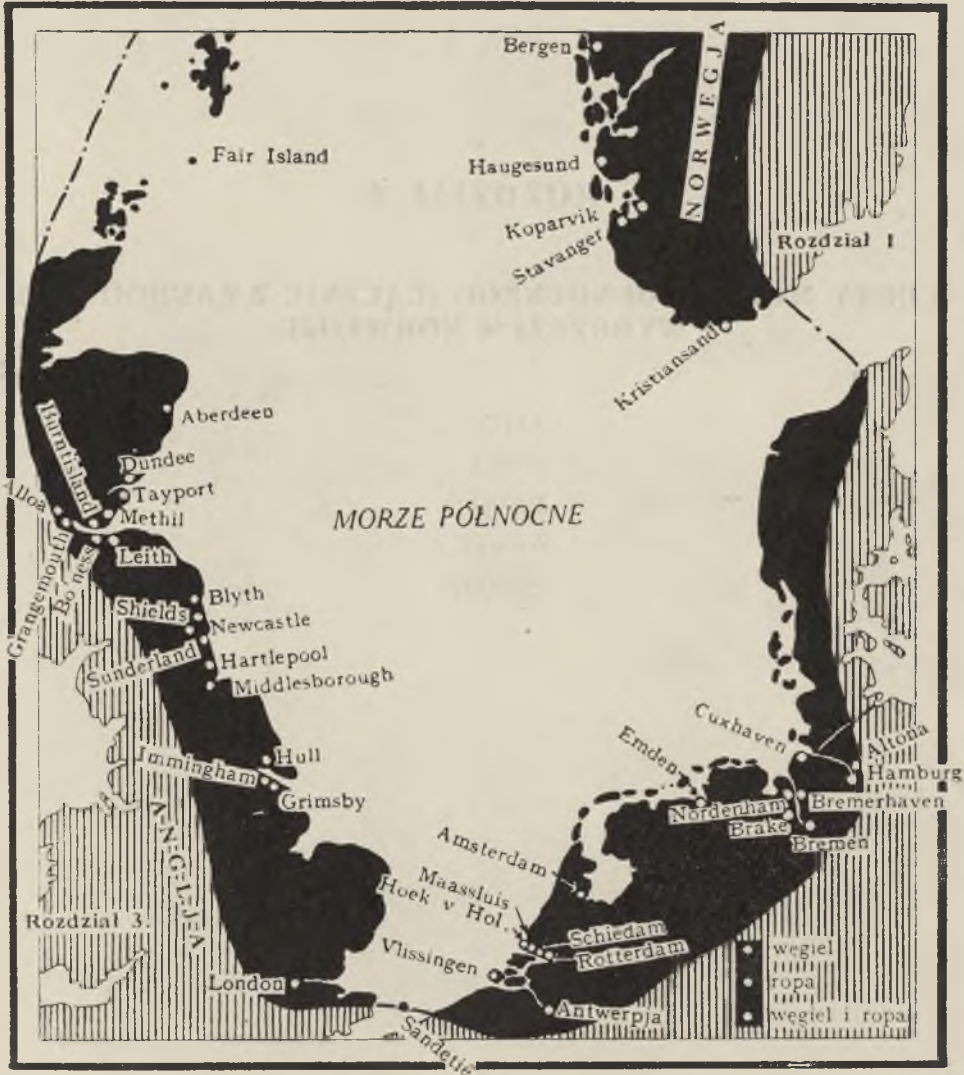 Bergen
NORWEGJA
Fair Island
Haugesund
Koparvik
Stavanger
Rozdział 1
Kristiansand
Aberdeen
Burntisland
Dundee
Tayport
Alloa
Methil
MORZE PÓŁNOCNE
Grangemouth
Bo'ness
Leith
Blyth
Shields
Newcastle
Sunderland
Hartlepool
Middlesborough
Cuxhaven
Altona
Emden
Hull
Immingham
Hamburg
Grimsby
Nordenham
Bremerhaven
Brake
Bremen
A=N=G=L=J=A
Amsterdam
Maassluis
Hoek v Hol.
Rozdział 3.
Schiedam
Vlissingen
Rotterdam
węgiel
London
ropa
Antwerpja
węgiel i ropa
Sandetié